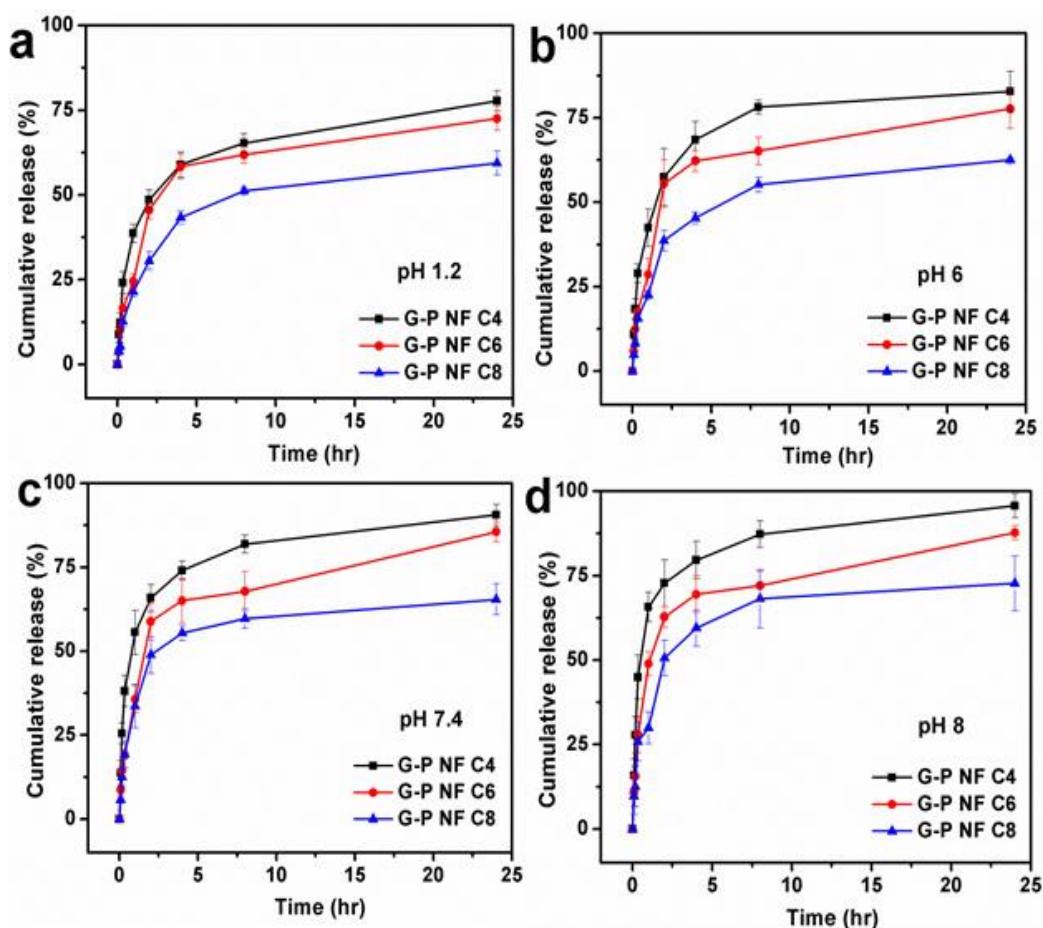 a
100
75
50
25
0
Cumulative release (%)
pH 1.2
G-P NF C4
G-P NF C6
G-P NF C8
0 5 10 15 20 25
Time (hr)
b
100
75
50
25
0
Cumulative release (%)
pH 6
G-P NF C4
G-P NF C6
G-P NF C8
0 5 10 15 20 25
Time (hr)
c
100
75
50
25
0
Cumulative release (%)
pH 7.4
G-P NF C4
G-P NF C6
G-P NF C8
0 5 10 15 20 25
Time (hr)
d
100
75
50
25
0
Cumulative release (%)
pH 8
G-P NF C4
G-P NF C6
G-P NF C8
0 5 10 15 20 25
Time (hr)